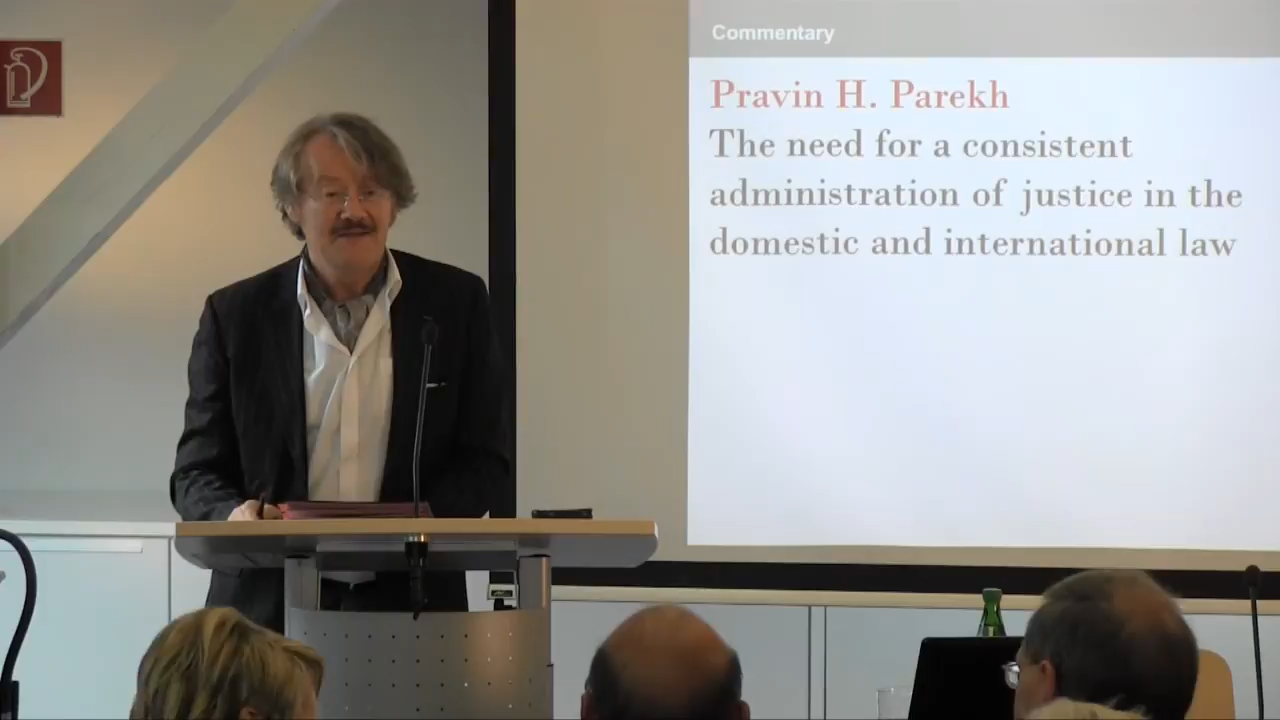 Commentary
Pravin H. Parekh
The need for a consistent
administration of justice in the
domestic and international law